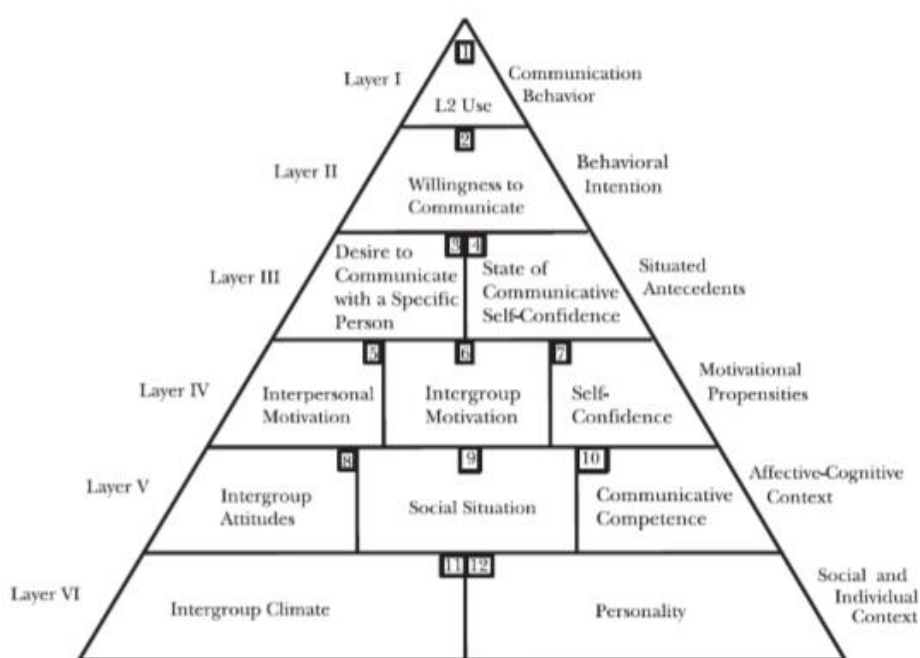 1
Layer I
Communication
Behavior
L2 Use
2
Layer II
Behavioral
Intention
Willingness to
Communicate
3 4
Layer III
Desire to
Communicate
with a Specific
Person
State of
Communicative
Self-Confidence
Situated
Antecedents
5 6 7
Layer IV
Interpersonal
Motivation
Intergroup
Motivation
Self-
Confidence
Motivational
Propensities
8 9 10
Layer V
Intergroup
Attitudes
Social Situation
Communicative
Competence
Affective-Cognitive
Context
11 12
Layer VI
Intergroup Climate
Personality
Social and
Individual
Context